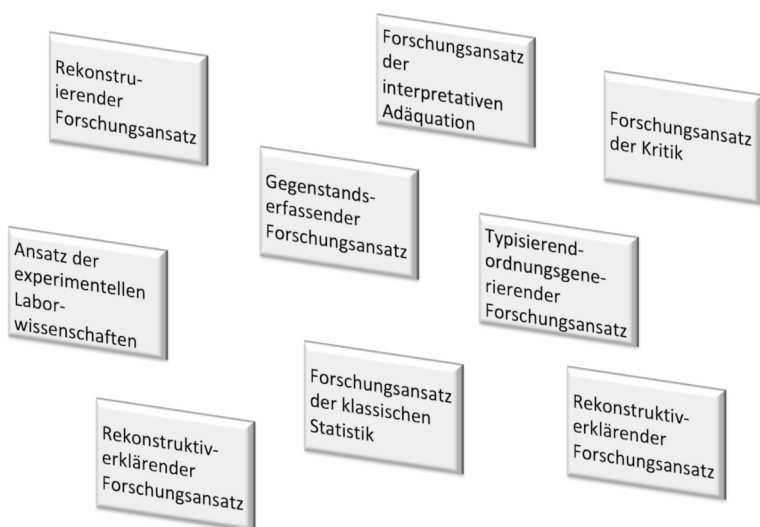 Rekonstru-
ierender
Forschungsansatz
Forschungsansatz
der
interpretativen
Adäquation
Forschungsansatz
der Kritik
Gegenstands-
erfassender
Forschungsansatz
Ansatz der
experimentellen
Labor-
wissenschaften
Typisierend-
ordnungsgene-
rierender
Forschungsansatz
Forschungsansatz
der klassischen
Statistik
Rekonstruktiv-
erklärender
Forschungsansatz
Rekonstruktiv-
erklärender
Forschungsansatz